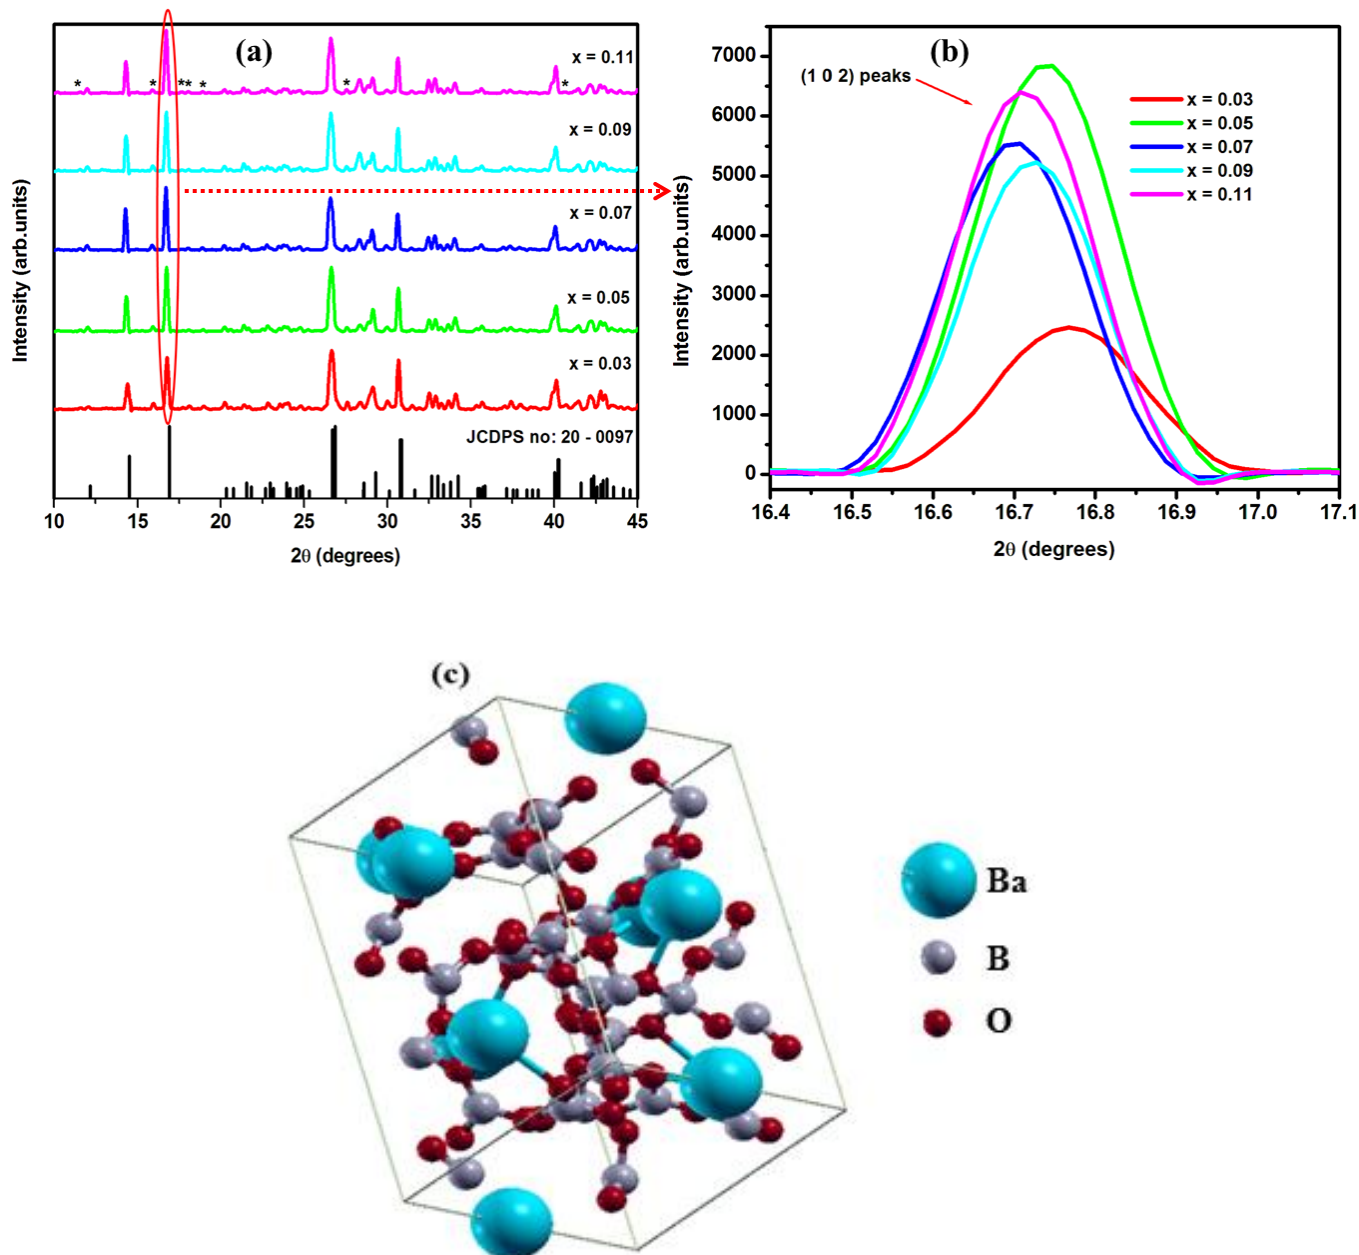 (a)
x = 0.11
* * ** * * *
x = 0.09
x = 0.07
x = 0.05
x = 0.03
JCDPS no: 20 - 0097
Intensity (arb.units)
10 15 20 25 30 35 40 45
2θ (degrees)
(b)
(1 0 2) peaks
x = 0.03
x = 0.05
x = 0.07
x = 0.09
x = 0.11
7000
6000
5000
4000
3000
2000
1000
0
Intensity (arb.units)
16.4 16.5 16.6 16.7 16.8 16.9 17.0 17.1
2θ (degrees)
(c)
Ba
B
O